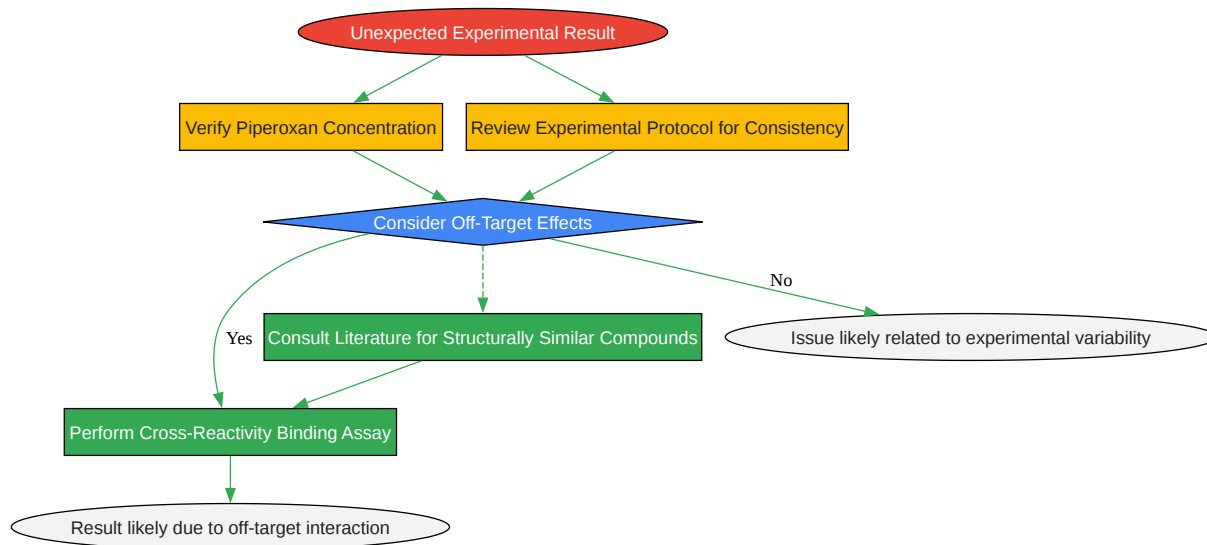 Unexpected Experimental Result
Verify Piperoxan Concentration
Review Experimental Protocol for Consistency
Consider Off-Target Effects
No
Yes
Consult Literature for Structurally Similar Compounds
Issue likely related to experimental variability
Perform Cross-Reactivity Binding Assay
Result likely due to off-target interaction